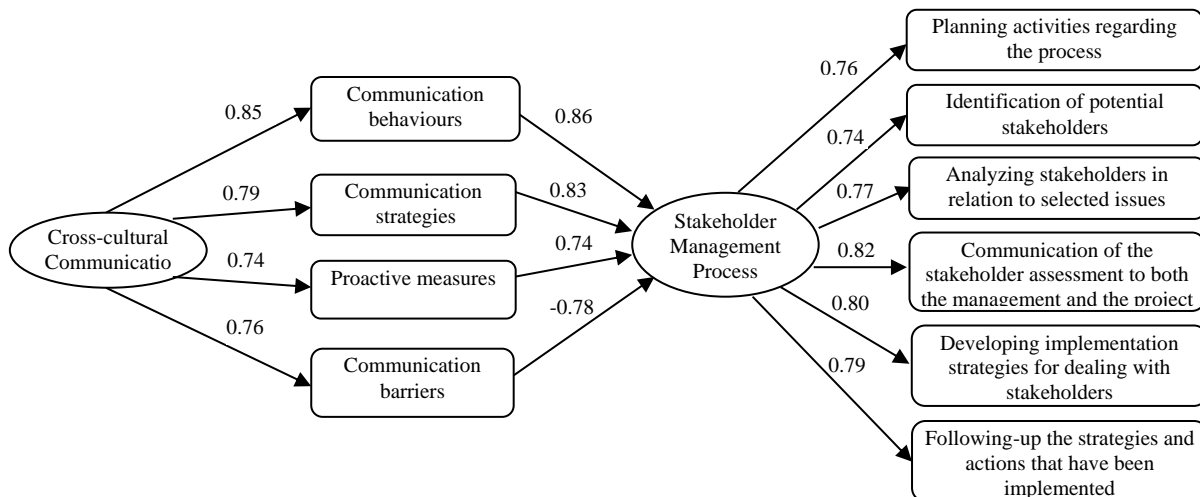 Cross-cultural
Communicatio
0.85
0.79
0.74
0.76
Communication
behaviours
Communication
strategies
Proactive measures
Communication
barriers
0.86
0.83
0.74
-0.78
Stakeholder
Management
Process
0.76
0.74
0.77
0.82
0.80
0.79
Planning activities regarding
the process
Identification of potential
stakeholders
Analyzing stakeholders in
relation to selected issues
Communication of the
stakeholder assessment to both
the management and the project
Developing implementation
strategies for dealing with
stakeholders
Following-up the strategies and
actions that have been
implemented